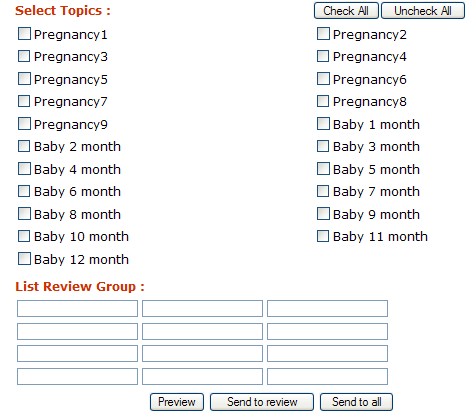 Select Topics : Check All Uncheck All
Pregnancy1 Pregnancy2
Pregnancy3 Pregnancy4
Pregnancy5 Pregnancy6
Pregnancy7 Pregnancy8
Pregnancy9 Baby 1 month
Baby 2 month Baby 3 month
Baby 4 month Baby 5 month
Baby 6 month Baby 7 month
Baby 8 month Baby 9 month
Baby 10 month Baby 11 month
Baby 12 month
List Review Group :
Preview Send to review Send to all